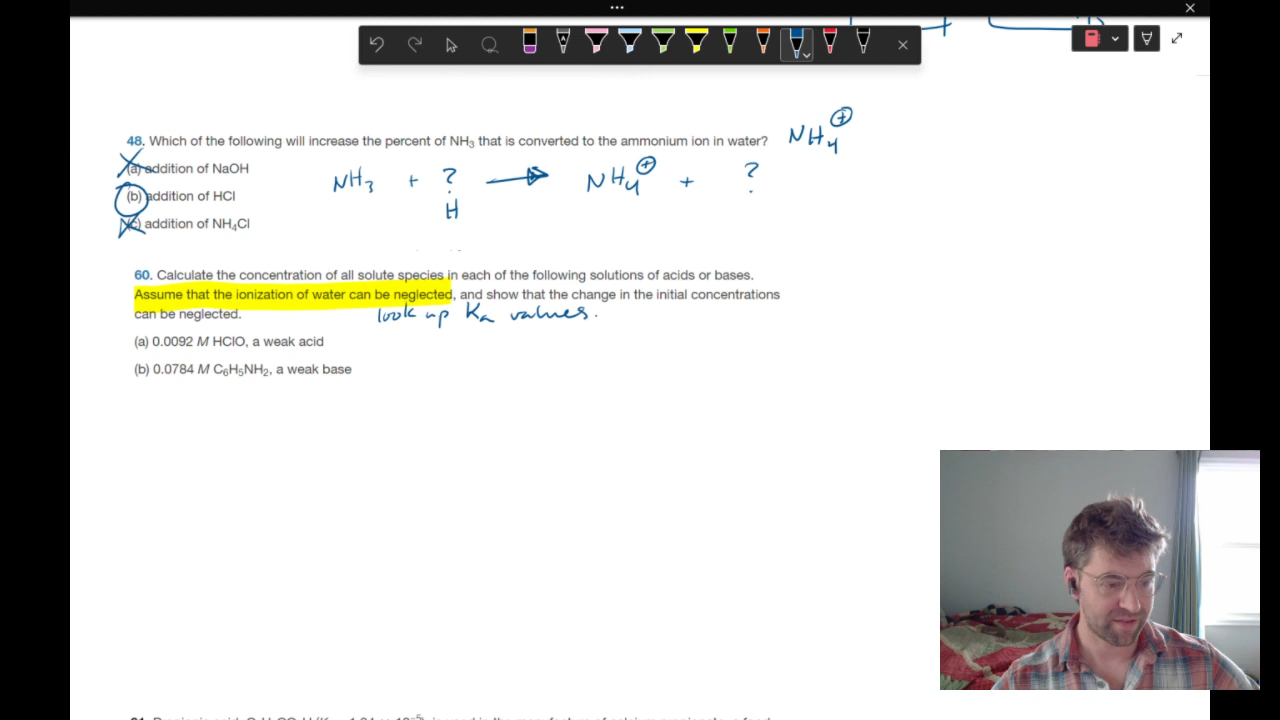 48. Which of the following will increase the percent of NH₃ that is converted to the ammonium ion in water? NH₄⊕
(a) addition of NaOH
NH₃ + ? → NH₄⊕ + ?
H
(b) addition of HCl
(c) addition of NH₄Cl
60. Calculate the concentration of all solute species in each of the following solutions of acids or bases.
Assume that the ionization of water can be neglected, and show that the change in the initial concentrations
can be neglected. look up Ka values.
(a) 0.0092 M HClO, a weak acid
(b) 0.0784 M C₆H₅NH₂, a weak base